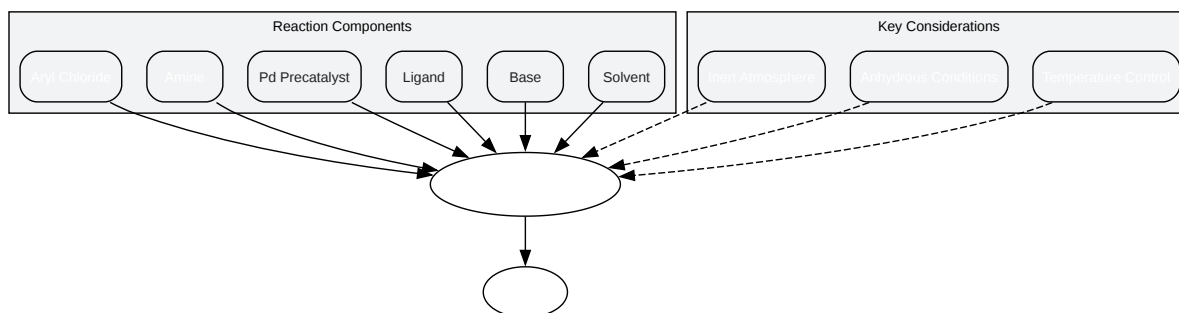 Reaction Components
Key Considerations
Aryl Chloride
Amine
Pd Precatalyst
Ligand
Base
Solvent
Inert Atmosphere
Anhydrous Conditions
Temperature Control